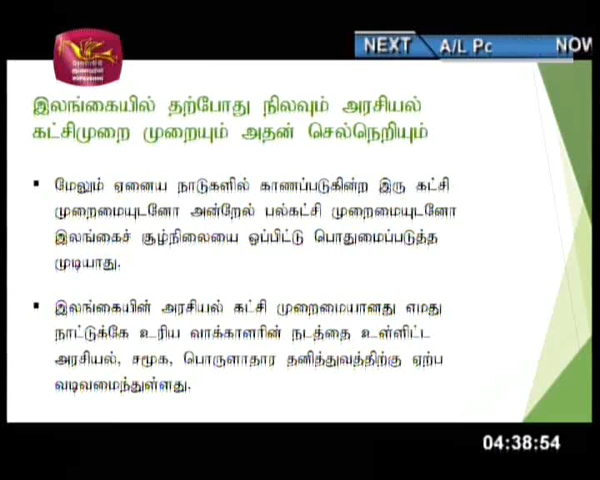 NEXT A/L Pc NOW
இலங்கையில் தற்போது நிலவும் அரசியல்
கட்சிமுறை முறையும் அதன் செல்நெறியும்
▪ மேலும் ஏனைய நாடுகளில் காணப்படுகின்ற இரு கட்சி
முறைமையுடனோ அன்றேல் பல்கட்சி முறைமையுடனோ
இலங்கைச் சூழ்நிலையை ஒப்பிட்டு பொதுமைப்படுத்த
முடியாது.
▪ இலங்கையின் அரசியல் கட்சி முறைமையானது எமது
நாட்டுக்கே உரிய வாக்காளரின் நடத்தை உள்ளிட்ட
அரசியல், சமூக, பொருளாதார தனித்துவத்திற்கு ஏற்ப
வடிவமைந்துள்ளது.
04:38:54